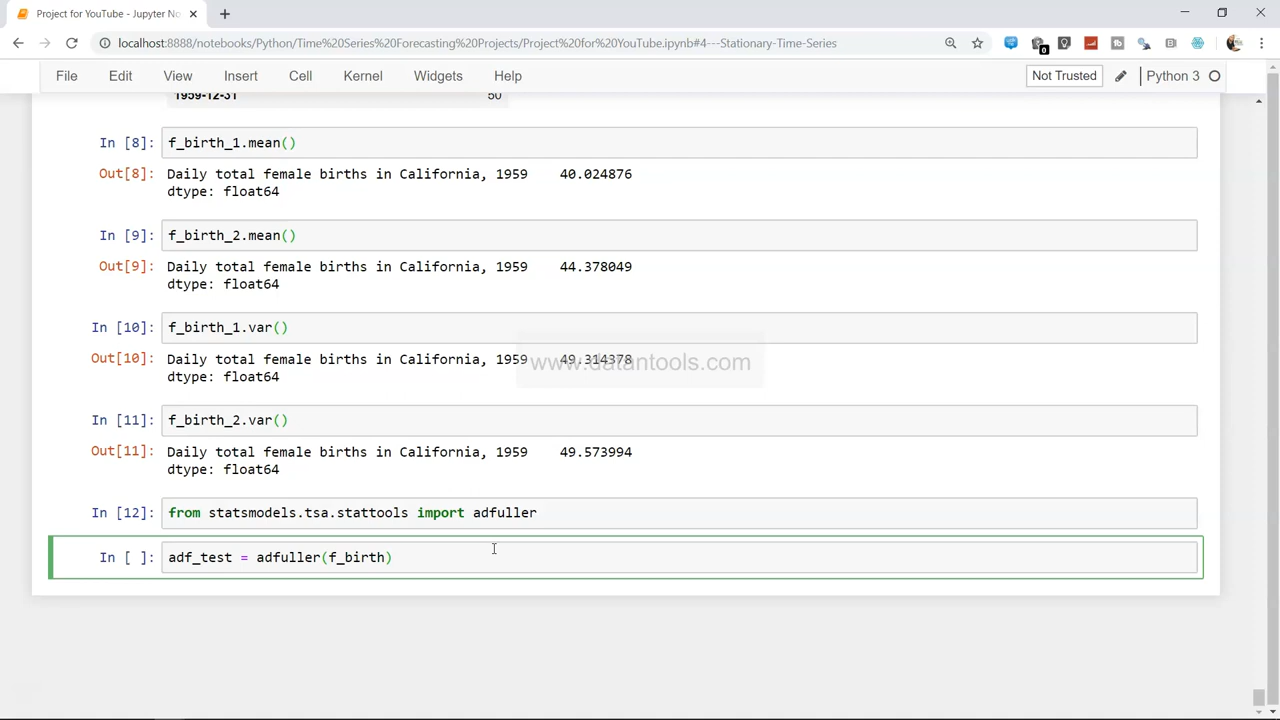 Project for YouTube - Jupyter No
localhost:8888/notebooks/Python/Time%20Series%20Forecasting%20Projects/Project%20for%20YouTube.ipynb#4---Stationary-Time-Series
File Edit View Insert Cell Kernel Widgets Help Not Trusted Python 3
1959-12-31 50
In [8]: f_birth_1.mean()
Out[8]: Daily total female births in California, 1959 40.024876
dtype: float64
In [9]: f_birth_2.mean()
Out[9]: Daily total female births in California, 1959 44.378049
dtype: float64
In [10]: f_birth_1.var()
Out[10]: Daily total female births in California, 1959 49.314378
www.datantools.com
dtype: float64
In [11]: f_birth_2.var()
Out[11]: Daily total female births in California, 1959 49.573994
dtype: float64
In [12]: from statsmodels.tsa.stattools import adfuller
In [ ]: adf_test = adfuller(f_birth)